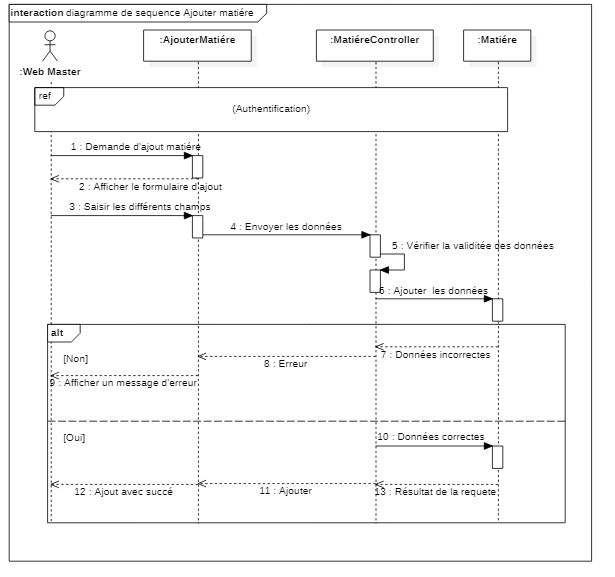 interaction diagramme de sequence Ajouter matiére
:Web Master
:AjouterMatiére
:MatiéreController
:Matiére
ref
(Authentification)
1 : Demande d'ajout matiére
2 : Afficher le formulaire d'ajout
3 : Saisir les différents champs
4 : Envoyer les données
5 : Vérifier la validitée des données
6 : Ajouter les données
alt
[Non]
7 : Données incorrectes
8 : Erreur
9 : Afficher un message d'erreur
[Oui]
10 : Données correctes
12 : Ajout avec succé
11 : Ajouter
13 : Résultat de la requete